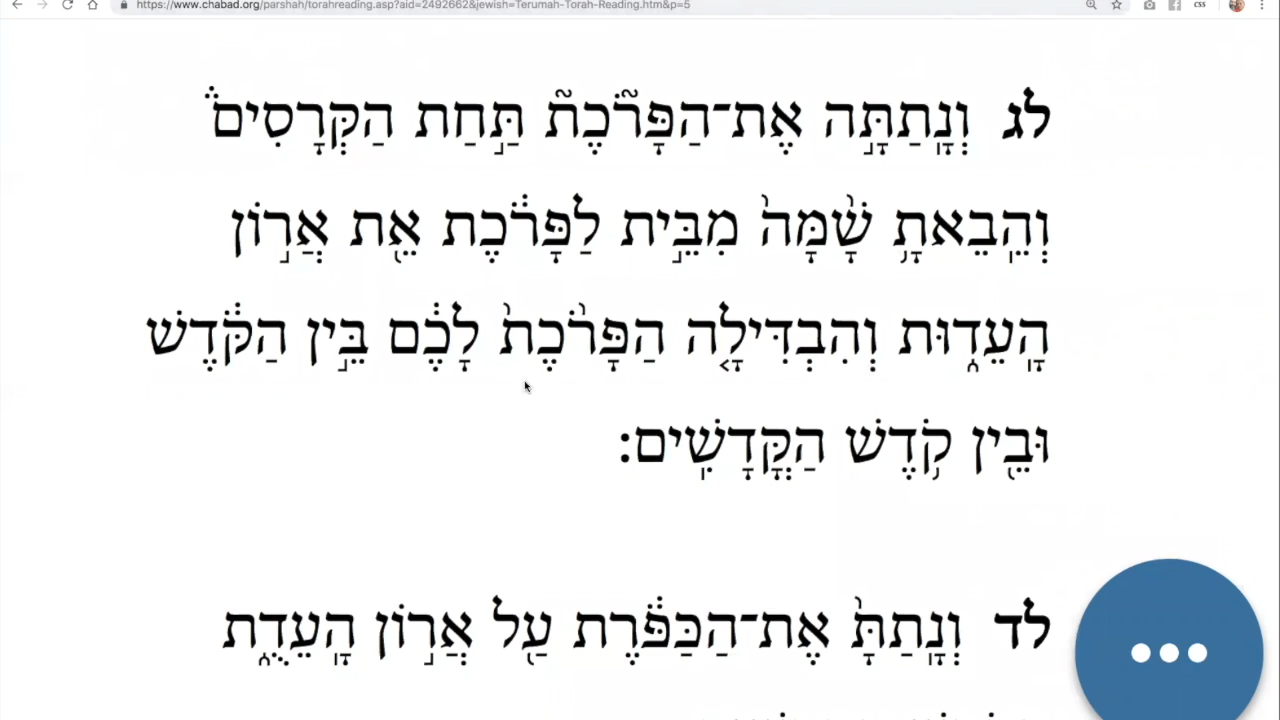 https://www.chabad.org/parshah/torahreading.asp?aid=2492662&jewish=Terumah-Torah-Reading.htm&p=5
לג וְנָֽתַתָּ֣ה אֶת־הַפָּרֹ֘כֶת֘ תַּ֣חַת הַקְּרָסִים֒
וְהֵֽבֵאתָ֥ שָׁ֨מָּה֙ מִבֵּ֣ית לַפָּרֹ֔כֶת אֵ֖ת אֲר֣וֹן
הָֽעֵד֑וּת וְהִבְדִּילָ֤ה הַפָּרֹ֨כֶת֙ לָכֶ֔ם בֵּ֣ין הַקֹּ֔דֶשׁ
וּבֵ֖ין קֹ֥דֶשׁ הַקֳּדָשִֽׁים:
לד וְנָֽתַתָּ֙ אֶת־הַכַּפֹּ֔רֶת עַ֖ל אֲר֣וֹן הָֽעֵדֻ֑ת